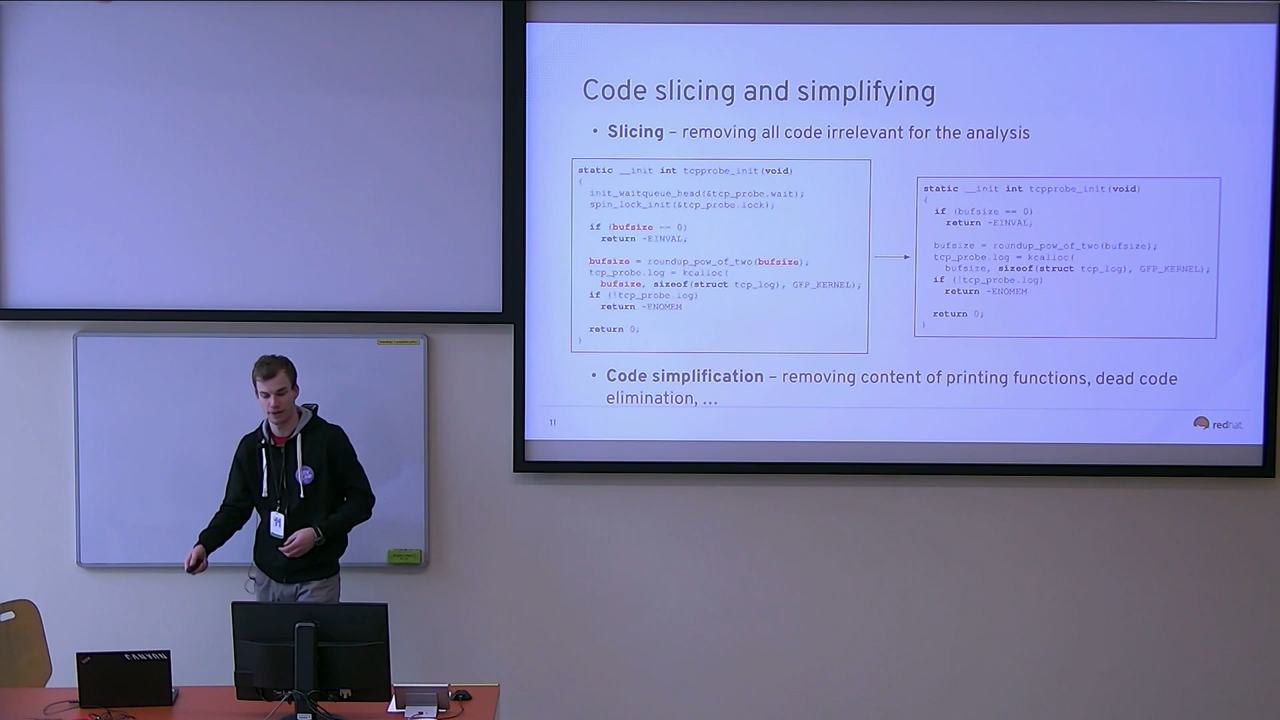 Code slicing and simplifying
• Slicing – removing all code irrelevant for the analysis
static __init int tcpprobe_init(void)
{
init_waitqueue_head(&tcp_probe.wait);
spin_lock_init(&tcp_probe.lock);
if (bufsize == 0)
return -EINVAL;
bufsize = roundup_pow_of_two(bufsize);
tcp_probe.log = kcalloc(
bufsize, sizeof(struct tcp_log), GFP_KERNEL);
if (!tcp_probe.log)
return -ENOMEM
return 0;
}
static __init int tcpprobe_init(void)
{
if (bufsize == 0)
return -EINVAL;
bufsize = roundup_pow_of_two(bufsize);
tcp_probe.log = kcalloc(
bufsize, sizeof(struct tcp_log), GFP_KERNEL);
if (!tcp_probe.log)
return -ENOMEM
return 0;
}
• Code simplification – removing content of printing functions, dead code
elimination, ...
11
redhat
CANYON